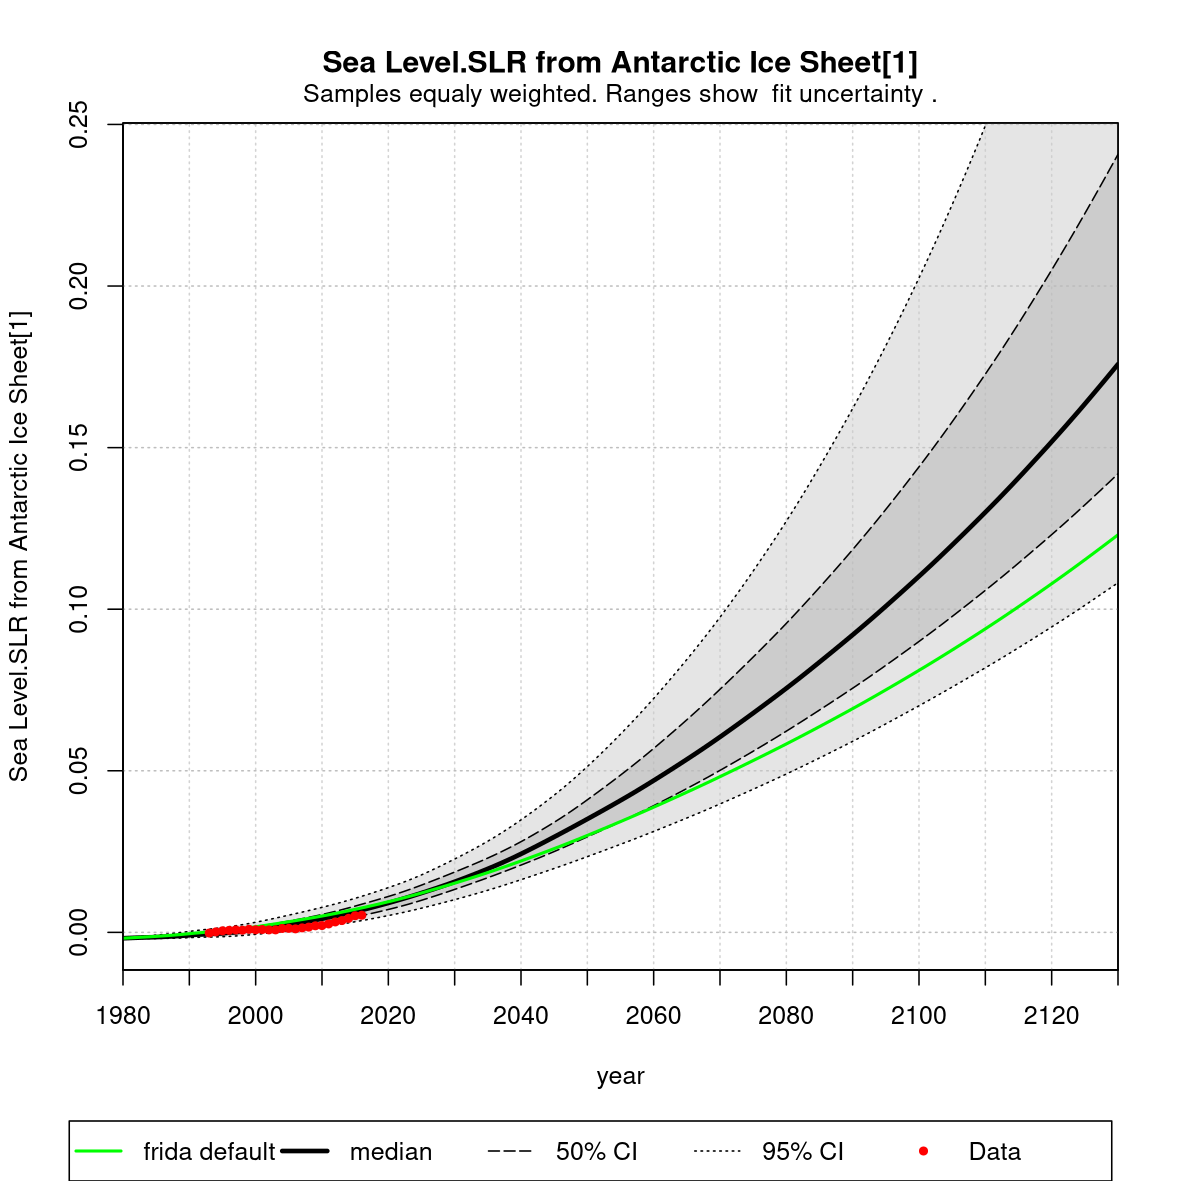 Sea Level.SLR from Antarctic Ice Sheet[1]
Samples equaly weighted. Ranges show  fit uncertainty .
Sea Level.SLR from Antarctic Ice Sheet[1]
0.25
0.20
0.15
0.10
0.05
0.00
1980 2000 2020 2040 2060 2080 2100 2120
year
frida default median 50% CI 95% CI Data